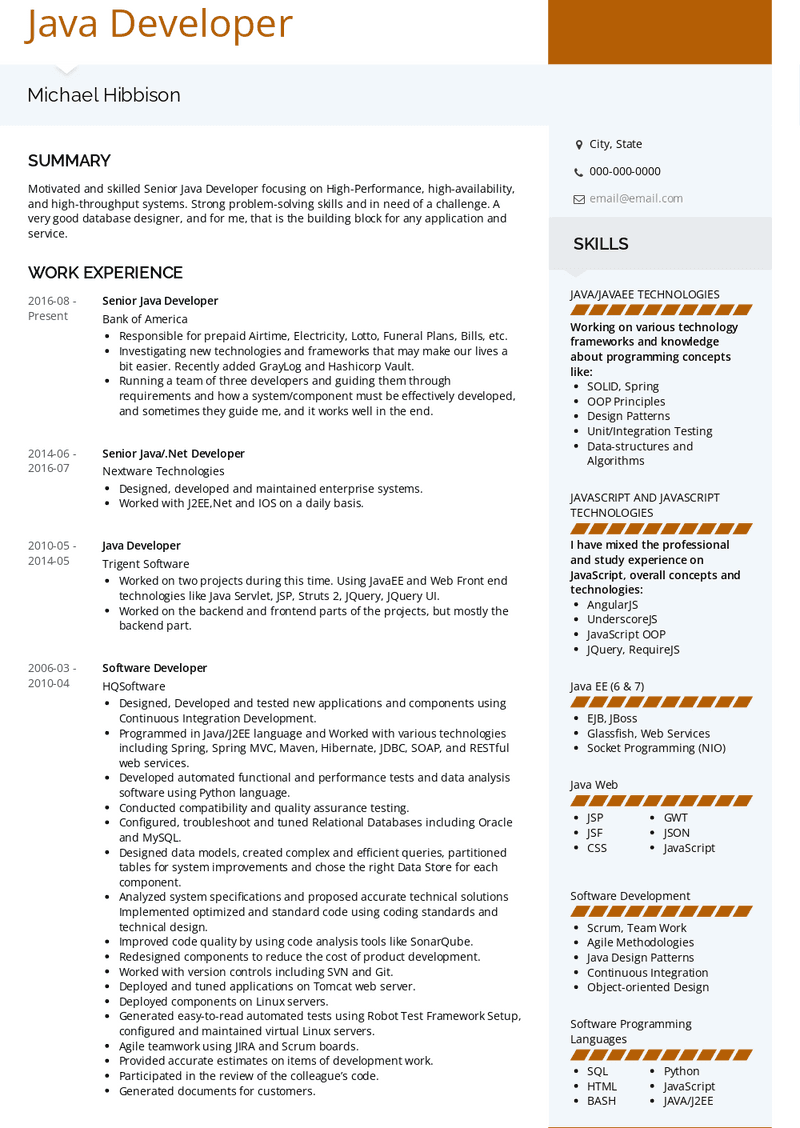 Java Developer
Michael Hibbison
SUMMARY
Motivated and skilled Senior Java Developer focusing on High-Performance, high-availability,
and high-throughput systems. Strong problem-solving skills and in need of a challenge. A
very good database designer, and for me, that is the building block for any application and
service.
WORK EXPERIENCE
2016-08 -
Present
Senior Java Developer
Bank of America
• Responsible for prepaid Airtime, Electricity, Lotto, Funeral Plans, Bills, etc.
• Investigating new technologies and frameworks that may make our lives a
bit easier. Recently added GrayLog and Hashicorp Vault.
• Running a team of three developers and guiding them through
requirements and how a system/component must be effectively developed,
and sometimes they guide me, and it works well in the end.
2014-06 -
2016-07
Senior Java/.Net Developer
Nextware Technologies
• Designed, developed and maintained enterprise systems.
• Worked with J2EE,Net and IOS on a daily basis.
2010-05 -
2014-05
Java Developer
Trigent Software
• Worked on two projects during this time. Using JavaEE and Web Front end
technologies like Java Servlet, JSP, Struts 2, JQuery, JQuery UI.
• Worked on the backend and frontend parts of the projects, but mostly the
backend part.
2006-03 -
2010-04
Software Developer
HQSoftware
• Designed, Developed and tested new applications and components using
Continuous Integration Development.
• Programmed in Java/J2EE language and Worked with various technologies
including Spring, Spring MVC, Maven, Hibernate, JDBC, SOAP, and RESTful
web services.
• Developed automated functional and performance tests and data analysis
software using Python language.
• Conducted compatibility and quality assurance testing.
• Configured, troubleshoot and tuned Relational Databases including Oracle
and MySQL.
• Designed data models, created complex and efficient queries, partitioned
tables for system improvements and chose the right Data Store for each
component.
• Analyzed system specifications and proposed accurate technical solutions
Implemented optimized and standard code using coding standards and
technical design.
• Improved code quality by using code analysis tools like SonarQube.
• Redesigned components to reduce the cost of product development.
• Worked with version controls including SVN and Git.
• Deployed and tuned applications on Tomcat web server.
• Deployed components on Linux servers.
• Generated easy-to-read automated tests using Robot Test Framework Setup,
configured and maintained virtual Linux servers.
• Agile teamwork using JIRA and Scrum boards.
• Provided accurate estimates on items of development work.
• Participated in the review of the colleague's code.
• Generated documents for customers.
City, State
000-000-0000
email@email.com
SKILLS
JAVA/JAVAEE TECHNOLOGIES
Working on various technology
frameworks and knowledge
about programming concepts
like:
• SOLID, Spring
• OOP Principles
• Design Patterns
• Unit/Integration Testing
• Data-structures and
Algorithms
JAVASCRIPT AND JAVASCRIPT
TECHNOLOGIES
I have mixed the professional
and study experience on
JavaScript, overall concepts and
technologies:
• AngularJS
• UnderscoreJS
• JavaScript OOP
• JQuery, RequireJS
Java EE (6 & 7)
• EJB, JBoss
• Glassfish, Web Services
• Socket Programming (NIO)
Java Web
• JSP
• JSF
• CSS
• GWT
• JSON
• JavaScript
Software Development
• Scrum, Team Work
• Agile Methodologies
• Java Design Patterns
• Continuous Integration
• Object-oriented Design
Software Programming
Languages
• SQL
• HTML
• BASH
• Python
• JavaScript
• JAVA/J2EE